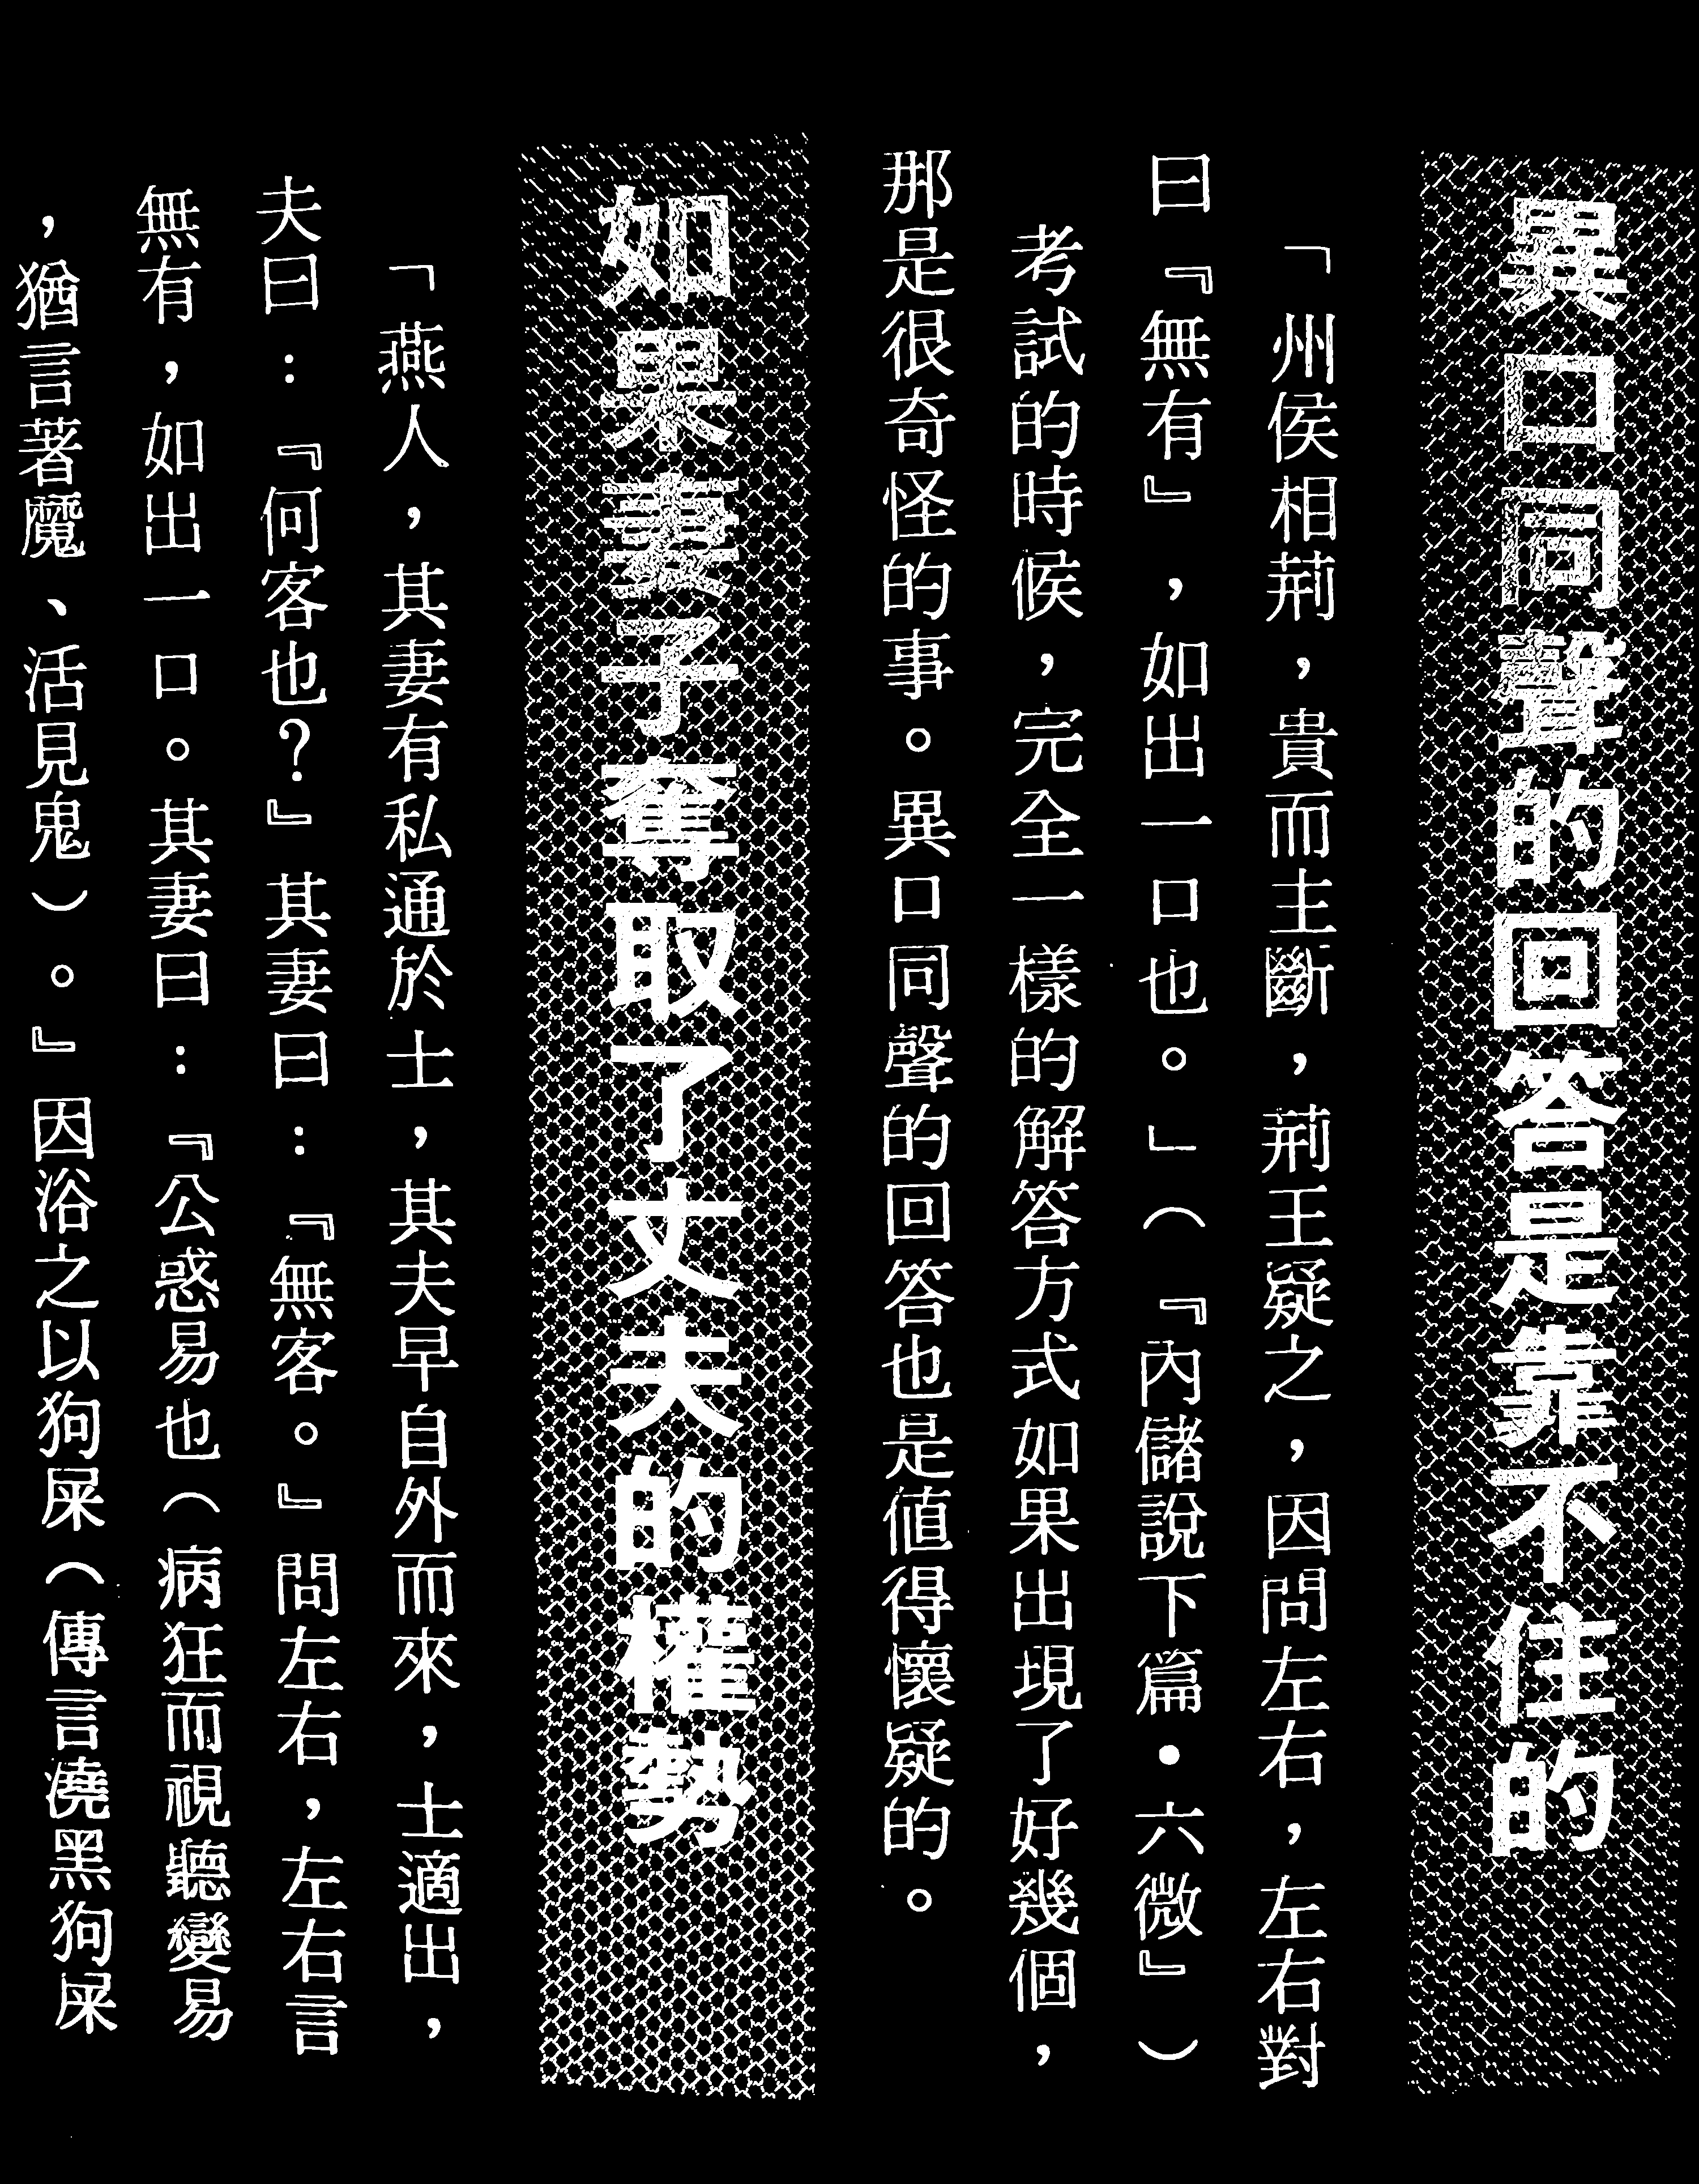 異口同聲的回答是靠不住的
「州侯相荊，貴而主斷，荊王疑之，因問左右，左右對
曰『無有』，如出一口也。」（『內儲說下篇•六微』）
考試的時候，完全一樣的解答方式如果出現了好幾個，
那是很奇怪的事。異口同聲的回答也是值得懷疑的。
如果妻子奪取了丈夫的權勢
「燕人，其妻有私通於士，其夫早自外而來，士適出，
夫曰：『何客也？』其妻曰：『無客。』問左右，左右言
無有，如出一口。其妻曰：『公惑易也（病狂而視聽變易
，猶言著魔、活見鬼）。』因浴之以狗屎（傳言澆黑狗屎